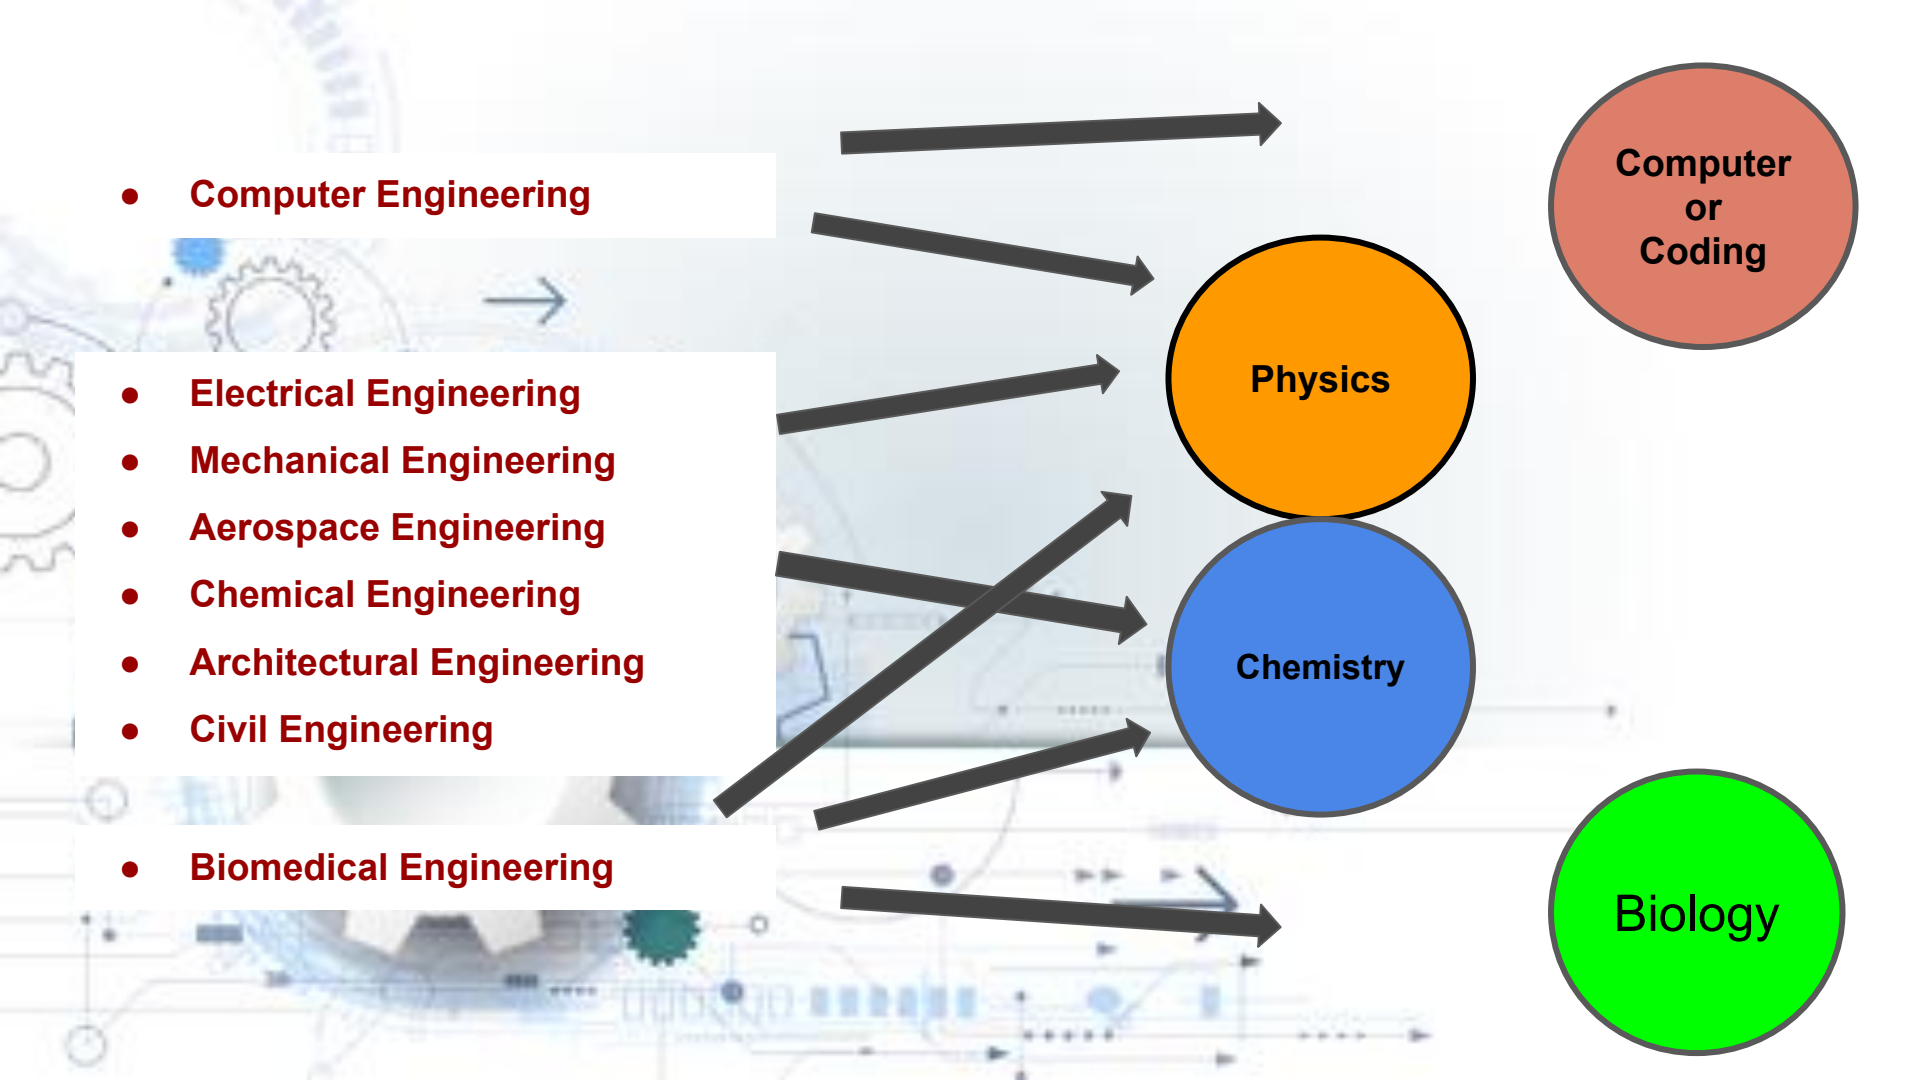 ● Computer Engineering
● Electrical Engineering
● Mechanical Engineering
● Aerospace Engineering
● Chemical Engineering
● Architectural Engineering
● Civil Engineering
● Biomedical Engineering
Computer
or
Coding
Physics
Chemistry
Biology